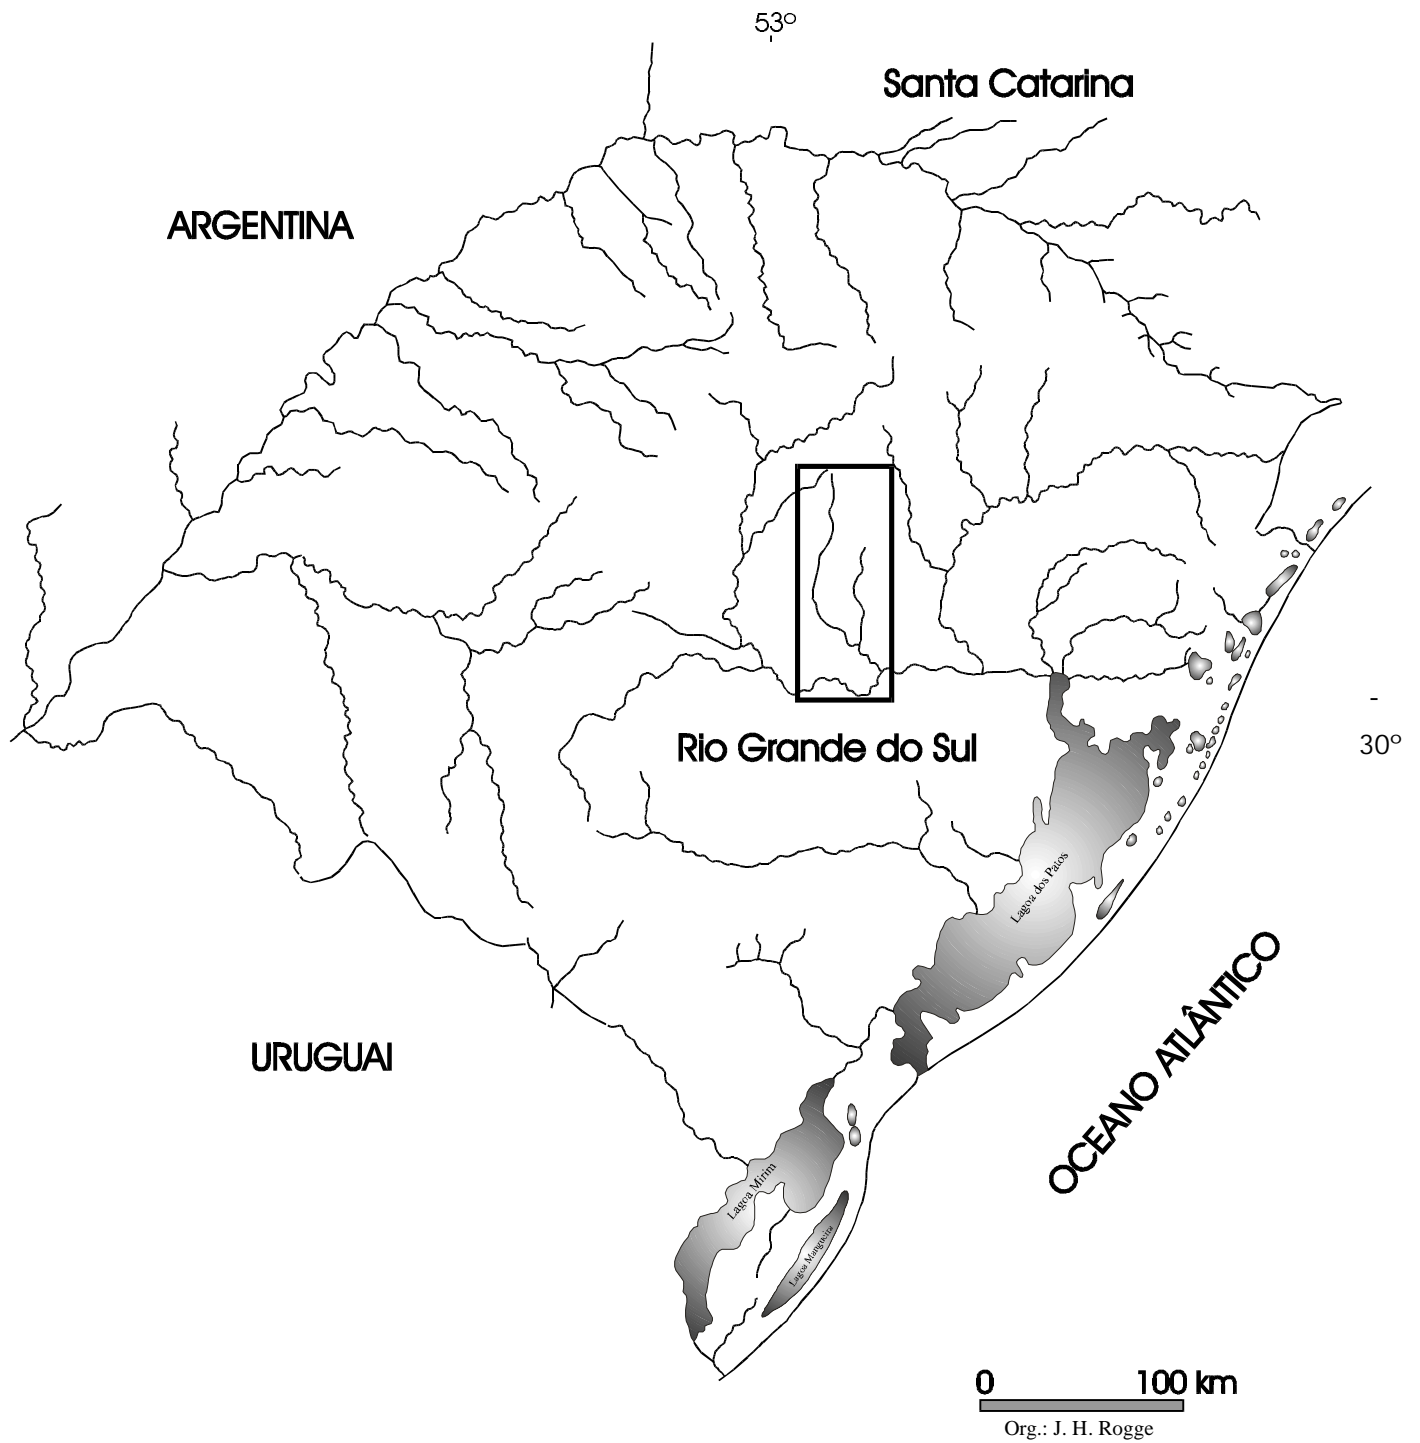 53º
Santa Catarina
ARGENTINA
Rio Grande do Sul
30º
Lagoa dos Patos
OCEANO ATLÂNTICO
URUGUAI
Lagoa Mirim
Lagoa Mangueira
0 100 km
Org.: J. H. Rogge